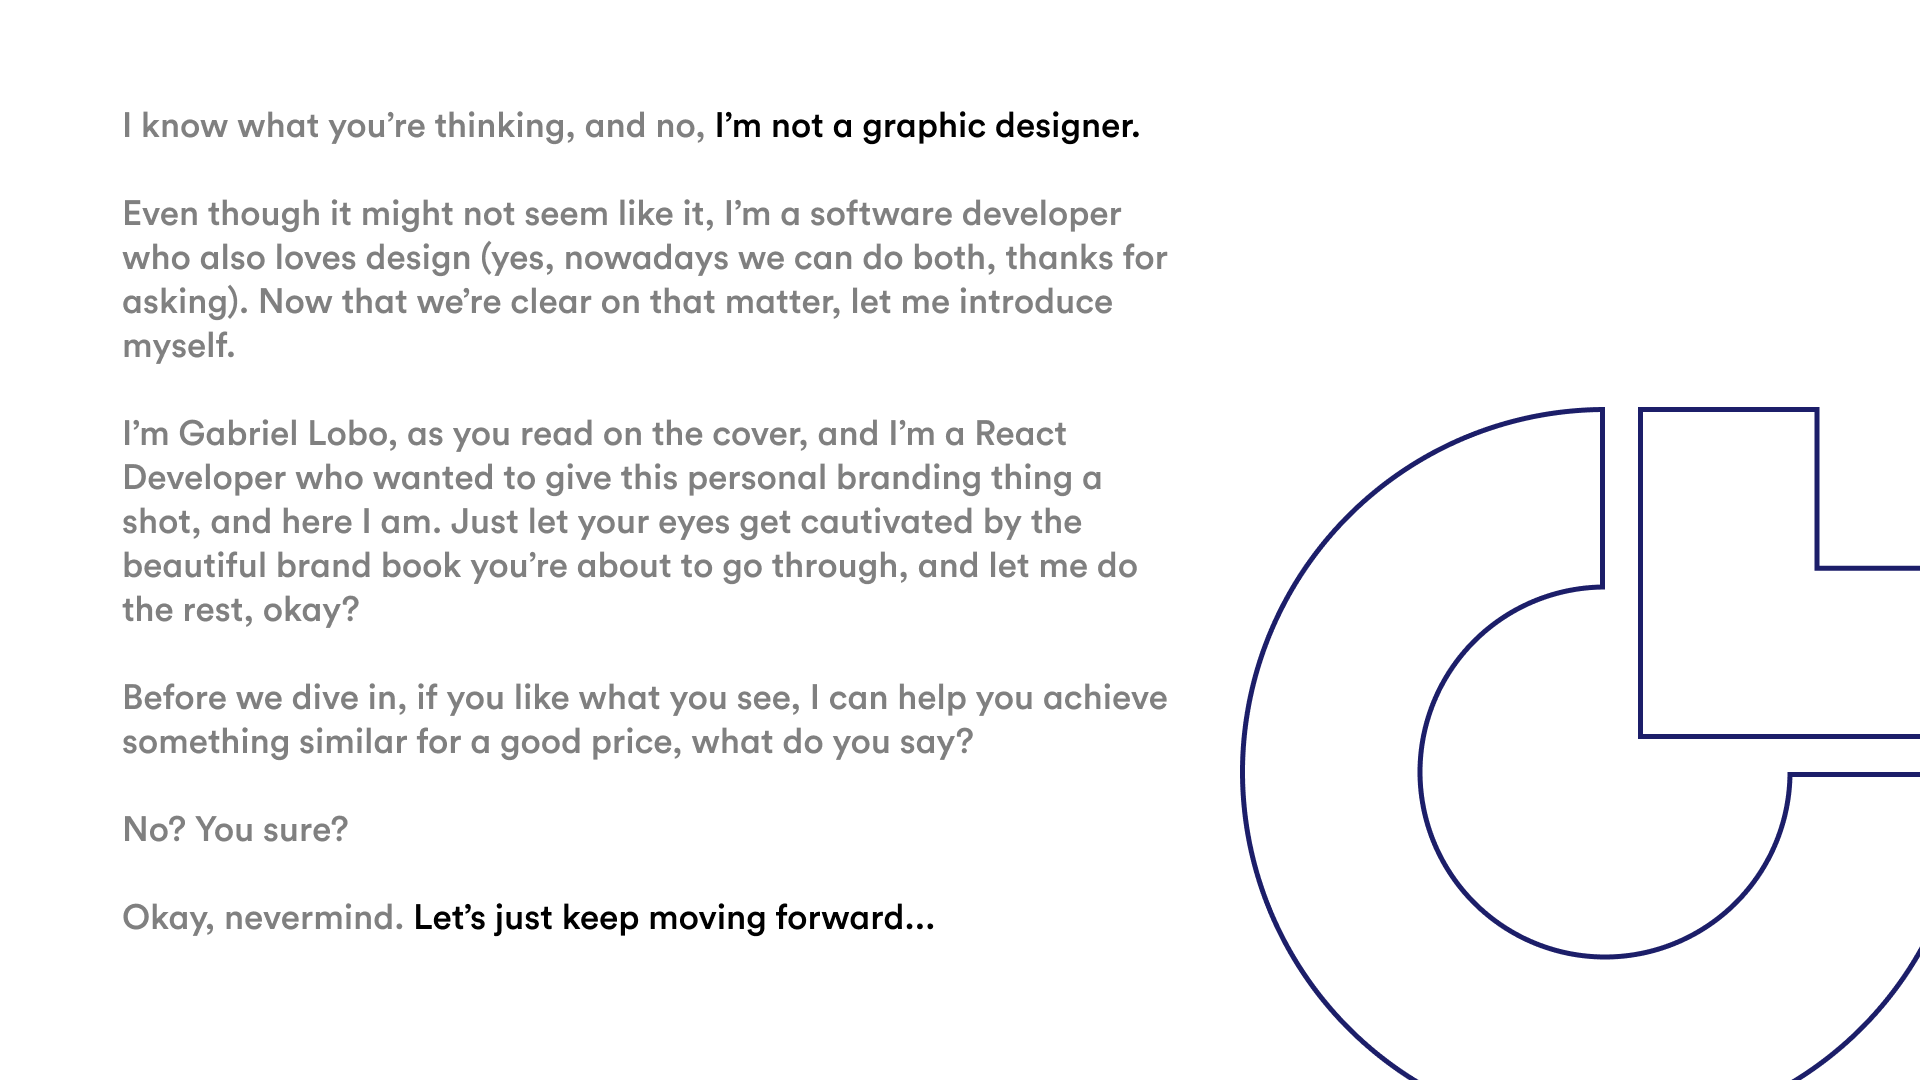 I know what you’re thinking, and no, I’m not a graphic designer.
Even though it might not seem like it, I’m a software developer
who also loves design (yes, nowadays we can do both, thanks for
asking). Now that we’re clear on that matter, let me introduce
myself.
I’m Gabriel Lobo, as you read on the cover, and I’m a React
Developer who wanted to give this personal branding thing a
shot, and here I am. Just let your eyes get cautivated by the
beautiful brand book you’re about to go through, and let me do
the rest, okay?
Before we dive in, if you like what you see, I can help you achieve
something similar for a good price, what do you say?
No? You sure?
Okay, nevermind. Let’s just keep moving forward...